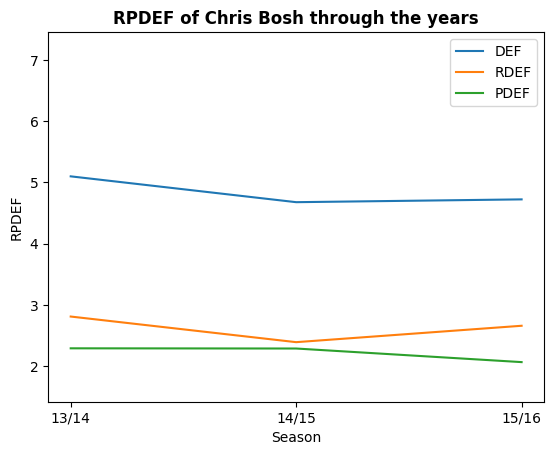 RPDEF of Chris Bosh through the years
DEF
RDEF
PDEF
7
6
5
4
3
2
RPDEF
13/14
14/15
15/16
Season